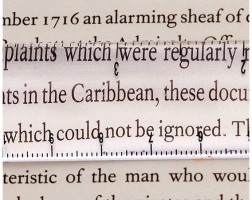 mber 1716 an alarming sheaf of
plaints which were regularly
ts in the Caribbean, these docu
which could not be ignored. T
teristic of the man who woul